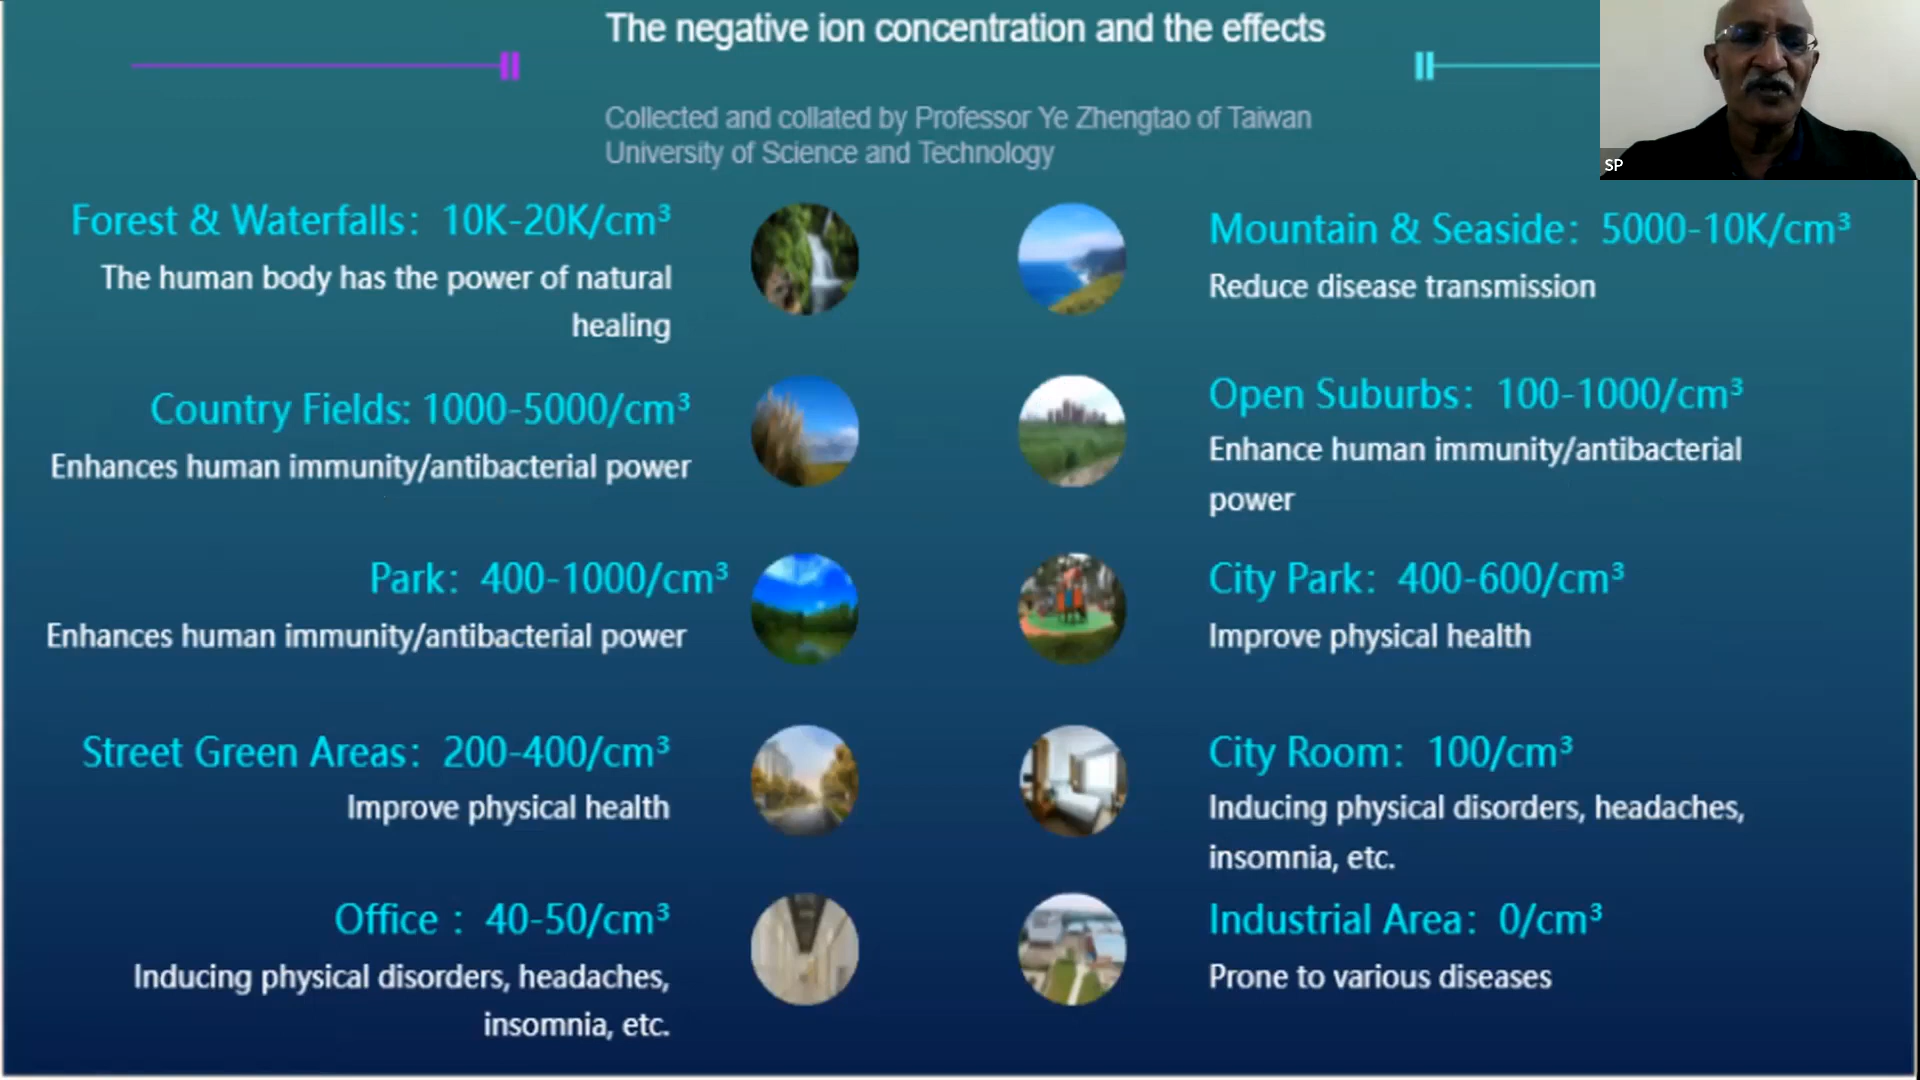 The negative ion concentration and the effects
Collected and collated by Professor Ye Zhengtao of Taiwan
University of Science and Technology
SP
Forest & Waterfalls: 10K-20K/cm³
The human body has the power of natural
healing
Mountain & Seaside: 5000-10K/cm³
Reduce disease transmission
Country Fields: 1000-5000/cm³
Enhances human immunity/antibacterial power
Open Suburbs: 100-1000/cm³
Enhance human immunity/antibacterial
power
Park: 400-1000/cm³
Enhances human immunity/antibacterial power
City Park: 400-600/cm³
Improve physical health
Street Green Areas: 200-400/cm³
Improve physical health
City Room: 100/cm³
Inducing physical disorders, headaches,
insomnia, etc.
Office : 40-50/cm³
Inducing physical disorders, headaches,
insomnia, etc.
Industrial Area: 0/cm³
Prone to various diseases